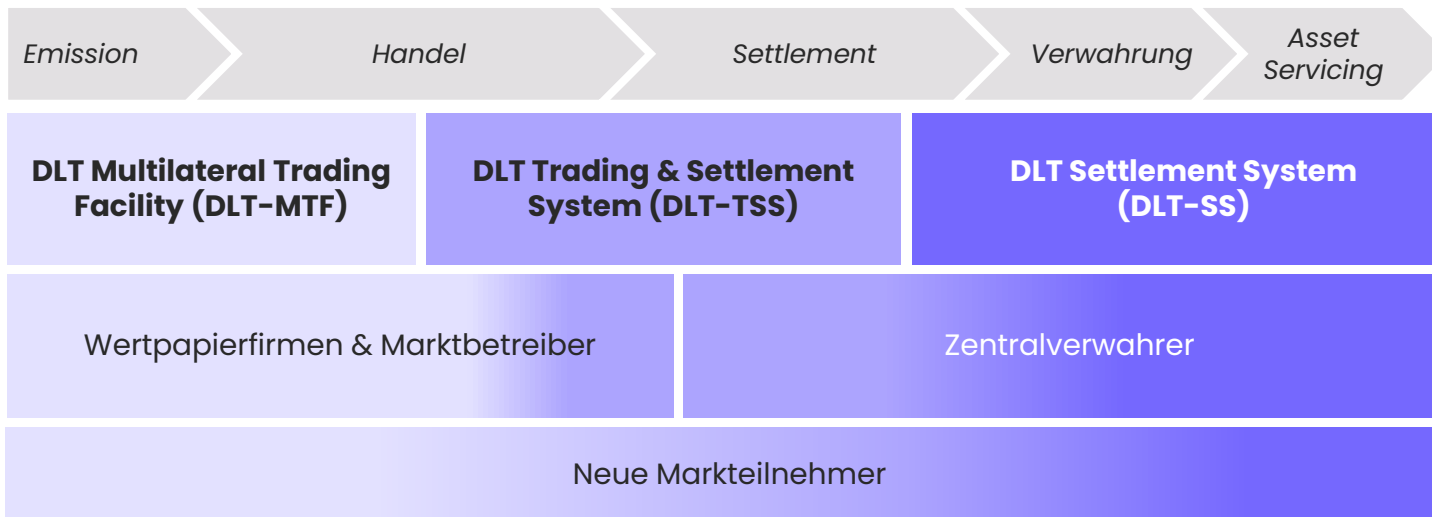 Emission
Handel
Settlement
Verwahrung
Asset
Servicing
DLT Multilateral Trading
Facility (DLT-MTF)
DLT Trading & Settlement
System (DLT-TSS)
DLT Settlement System
(DLT-SS)
Wertpapierfirmen & Marktbetreiber
Zentralverwahrer
Neue Markteilnehmer